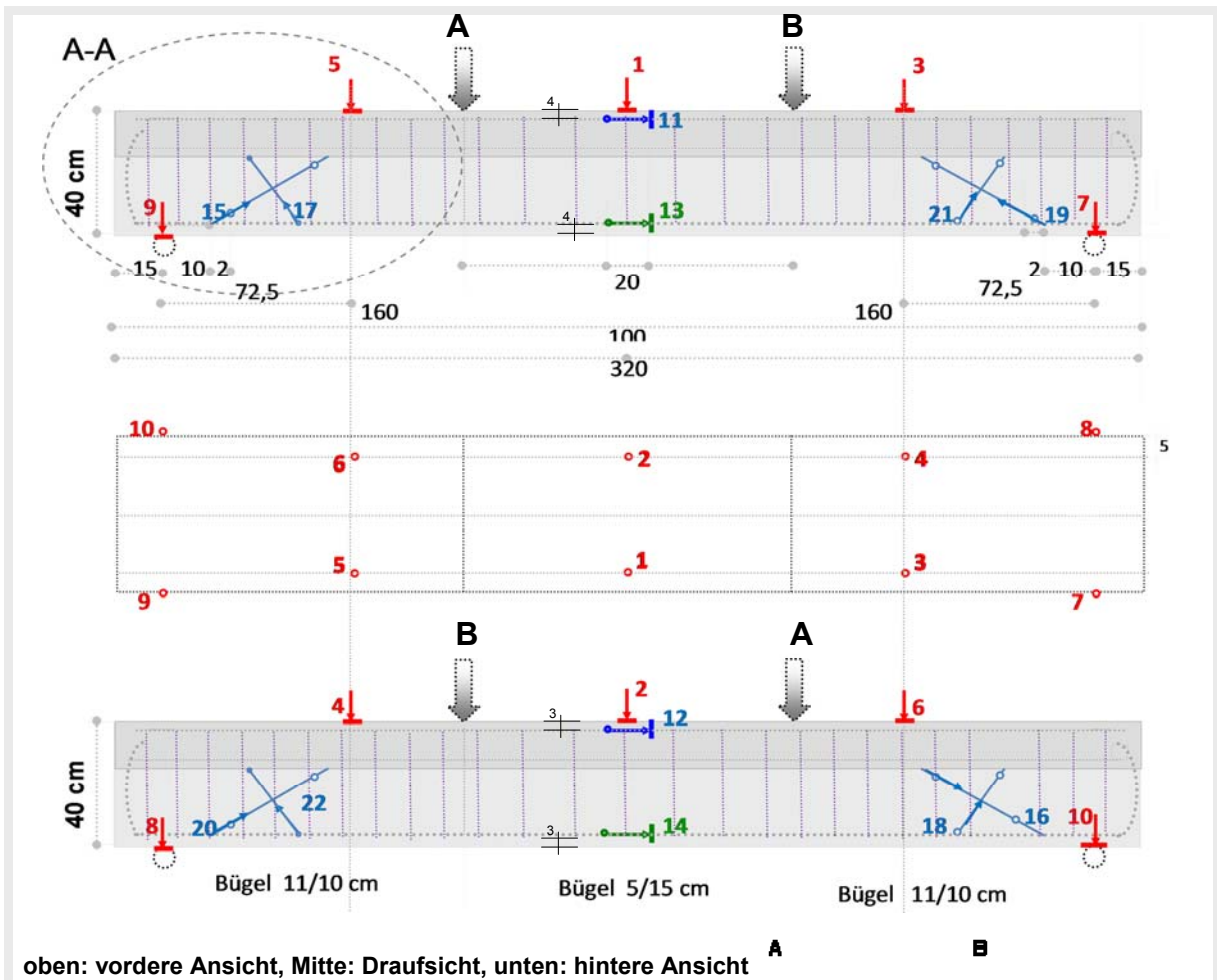 A B
A-A
5 1 3
4
11
40 cm
15 17
21 19
9 4 13 7
15 10 2 20 2 10 15
72,5 72,5
160 160
100
320
10 8
5
6 2 4
5 1 3
9 7
B A
4 2 6
3
12
40 cm
22
20 18 16
8 3 14 10
Bügel 11/10 cm Bügel 5/15 cm Bügel 11/10 cm
A B
oben: vordere Ansicht, Mitte: Draufsicht, unten: hintere Ansicht